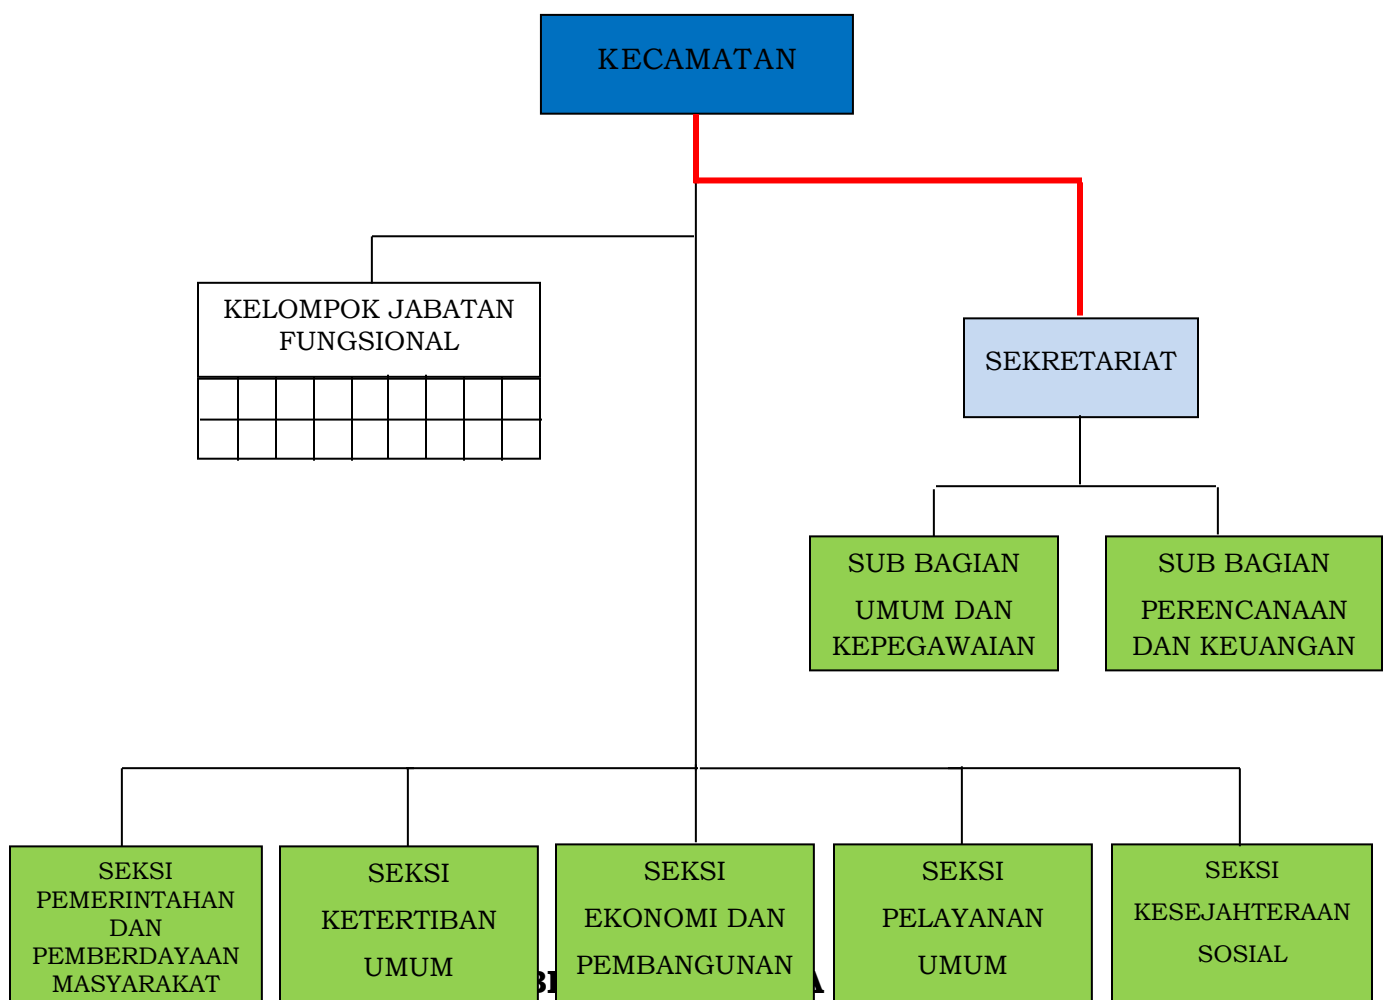 KECAMATAN
KELOMPOK JABATAN
FUNGSIONAL
SEKRETARIAT
SUB BAGIAN
UMUM DAN
KEPEGAWAIAN
SUB BAGIAN
PERENCANAAN
DAN KEUANGAN
SEKSI
PEMERINTAHAN
DAN
PEMBERDAYAAN
MASYARAKAT
SEKSI
KETERTIBAN
UMUM
SEKSI
EKONOMI DAN
PEMBANGUNAN
SEKSI
PELAYANAN
UMUM
SEKSI
KESEJAHTERAAN
SOSIAL